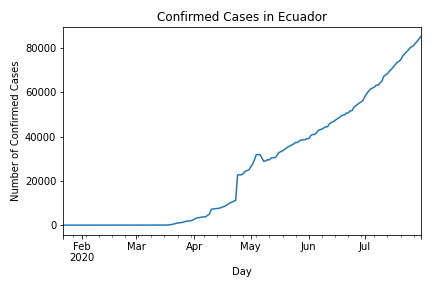 Confirmed Cases in Ecuador
Number of Confirmed Cases
80000
60000
40000
20000
0
Feb Mar Apr May Jun Jul
2020
Day